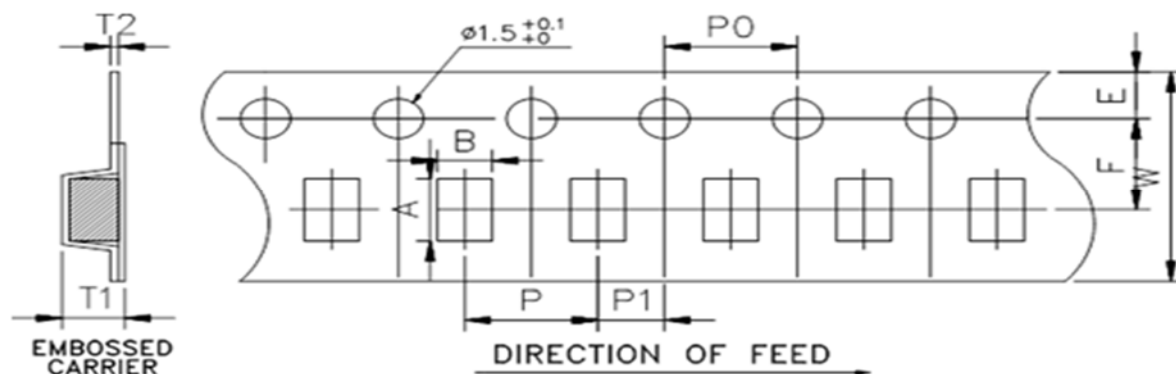 T2
ø1.5 +0.1 +0
P0
E
B
F
W
A
T1
P
P1
EMBOSSED
CARRIER
DIRECTION OF FEED